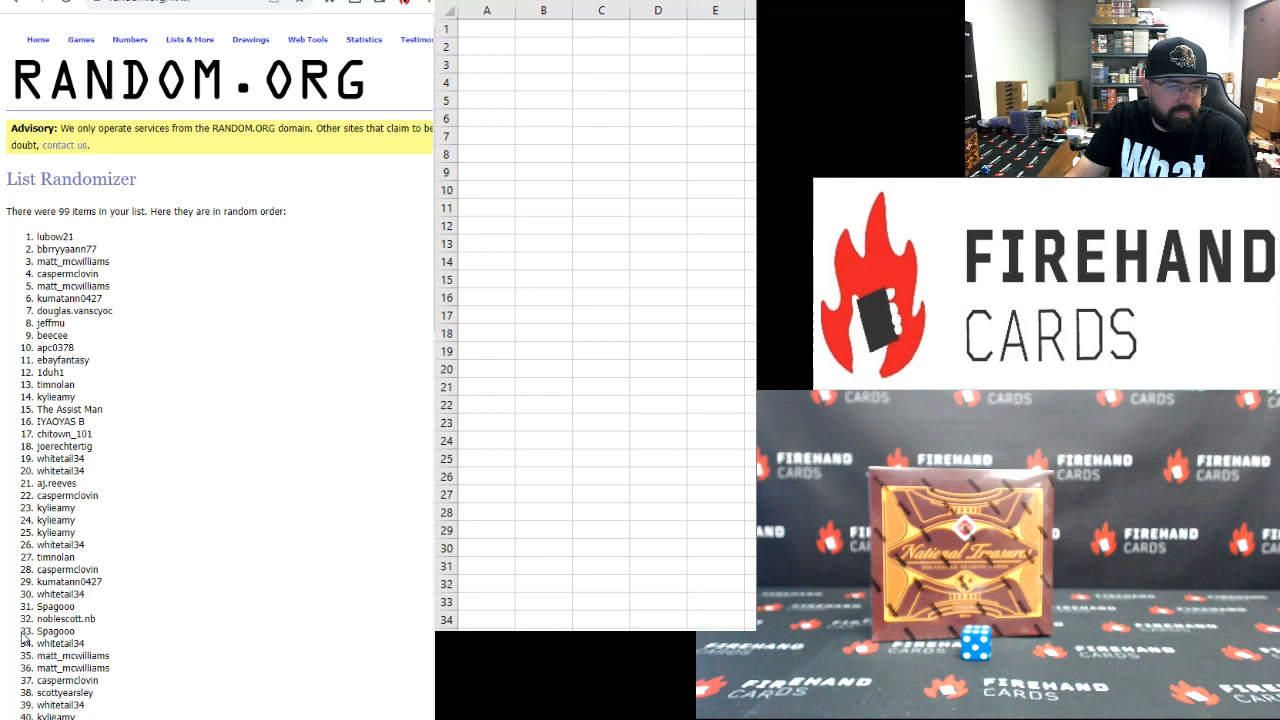 Home Games Numbers Lists & More Drawings Web Tools Statistics Testimo
RANDOM.ORG
Advisory: We only operate services from the RANDOM.ORG domain. Other sites that claim to be
doubt, contact us.
List Randomizer
There were 99 items in your list. Here they are in random order:
1. lubow21
2. bbrryyaann77
3. matt_mcwilliams
4. caspermclovin
5. matt_mcwilliams
6. kumatann0427
7. douglas.vanscyoc
8. jeffmu
9. beecee
10. apc0378
11. ebayfantasy
12. 1duh1
13. timnolan
14. kylieamy
15. The Assist Man
16. IYAOYAS B
17. chitown_101
18. joerechtertig
19. whitetail34
20. whitetail34
21. aj.reeves
22. caspermclovin
23. kylieamy
24. kylieamy
25. kylieamy
26. whitetail34
27. timnolan
28. caspermclovin
29. kumatann0427
30. whitetail34
31. Spagooo
32. noblescott.nb
33. Spagooo
34. whitetail34
35. matt_mcwilliams
36. matt_mcwilliams
37. caspermclovin
38. scottyearsley
39. whitetail34
40. kylieamy
A B C D E
1
2
3
4
5
6
7
8
9
10
11
12
13
14
15
16
17
18
19
20
21
22
23
24
25
26
27
28
29
30
31
32
33
34
What
FIREHAND
CARDS
National Treasures
FIREHAND
CARDS